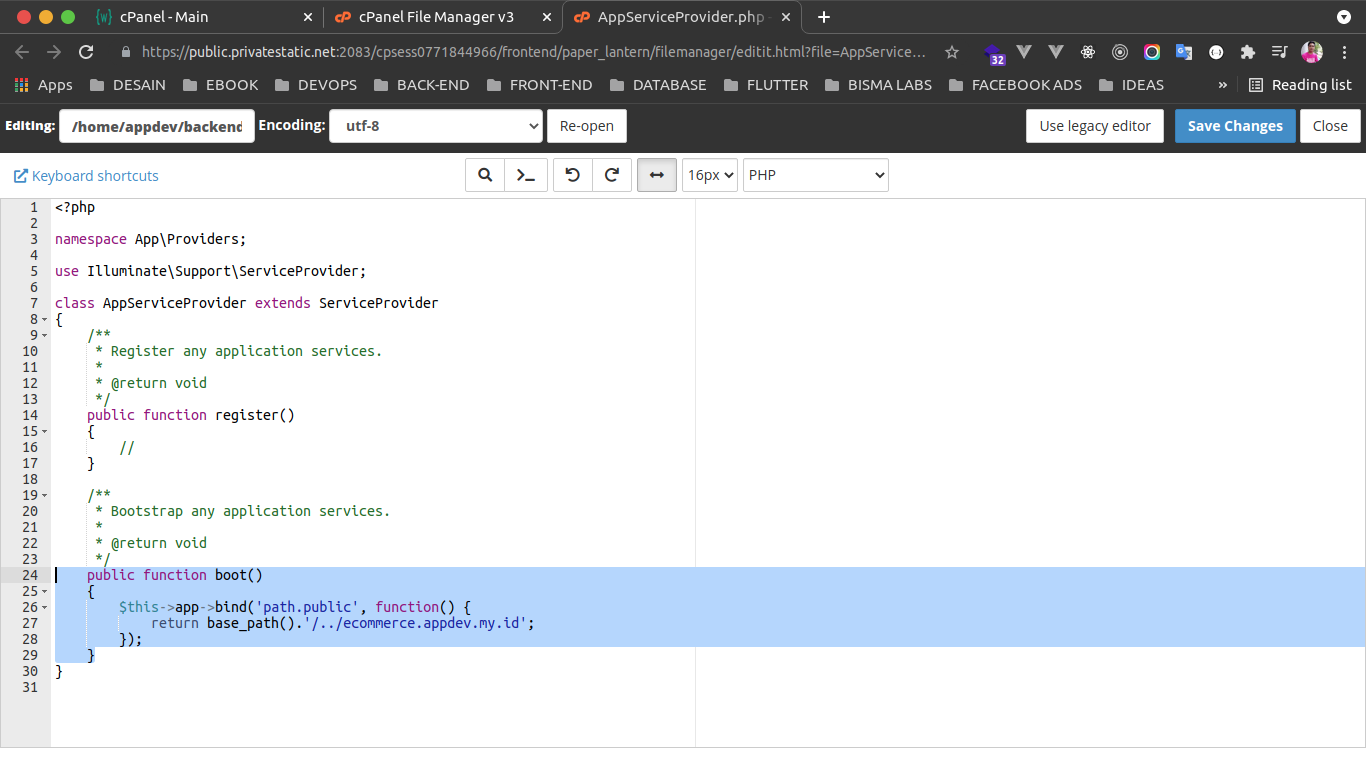 cPanel - Main
cPanel File Manager v3
AppServiceProvider.php
https://public.privatestatic.net:2083/cpsess0771844966/frontend/paper_lantern/filemanager/editit.html?file=AppService...
32
Apps
DESAIN
EBOOK
DEVOPS
BACK-END
FRONT-END
DATABASE
FLUTTER
BISMA LABS
FACEBOOK ADS
IDEAS
»
Reading list
Editing:
/home/appdev/backend
Encoding:
utf-8
Re-open
Use legacy editor
Save Changes
Close
Keyboard shortcuts
16px
PHP
1 <?php
2
3 namespace App\Providers;
4
5 use Illuminate\Support\ServiceProvider;
6
7 class AppServiceProvider extends ServiceProvider
8 {
9     /**
10      * Register any application services.
11      *
12      * @return void
13      */
14     public function register()
15     {
16         //
17     }
18
19     /**
20      * Bootstrap any application services.
21      *
22      * @return void
23      */
24     public function boot()
25     {
26         $this->app->bind('path.public', function() {
27             return base_path().'/../ecommerce.appdev.my.id';
28         });
29     }
30 }
31